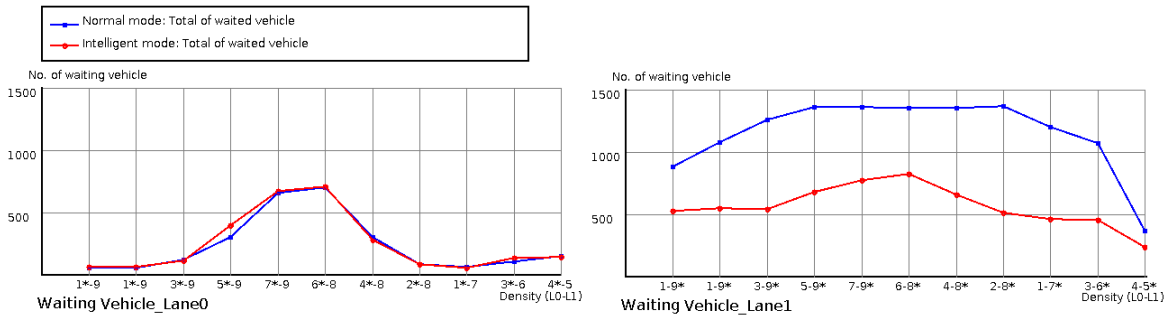 Normal mode: Total of waited vehicle
Intelligent mode: Total of waited vehicle
No. of waiting vehicle
1500
1000
500
1*-9 1*-9 3*-9 5*-9 7*-9 6*-8 4*-8 2*-8 1*-7 3*-6 4*-5
Density (L0-L1)
Waiting Vehicle_Lane0
No. of waiting vehicle
1500
1000
500
1-9* 1-9* 3-9* 5-9* 7-9* 6-8* 4-8* 2-8* 1-7* 3-6* 4-5*
Density (L0-L1)
Waiting Vehicle_Lane1